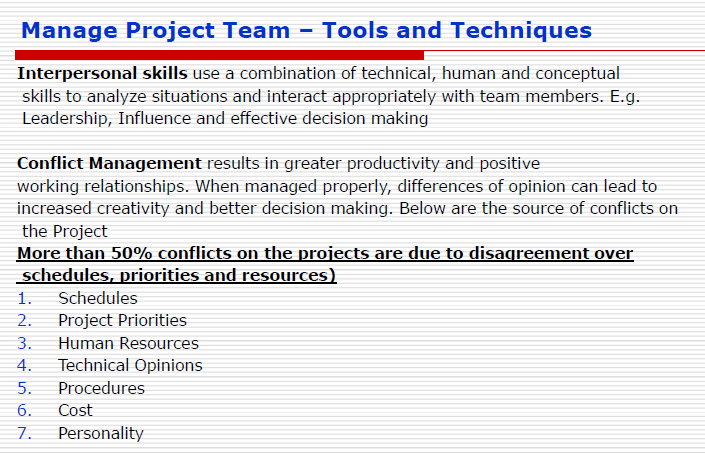 Manage Project Team – Tools and Techniques
Interpersonal skills use a combination of technical, human and conceptual
skills to analyze situations and interact appropriately with team members. E.g.
Leadership, Influence and effective decision making
Conflict Management results in greater productivity and positive
working relationships. When managed properly, differences of opinion can lead to
increased creativity and better decision making. Below are the source of conflicts on
the Project
More than 50% conflicts on the projects are due to disagreement over
schedules, priorities and resources)
1. Schedules
2. Project Priorities
3. Human Resources
4. Technical Opinions
5. Procedures
6. Cost
7. Personality